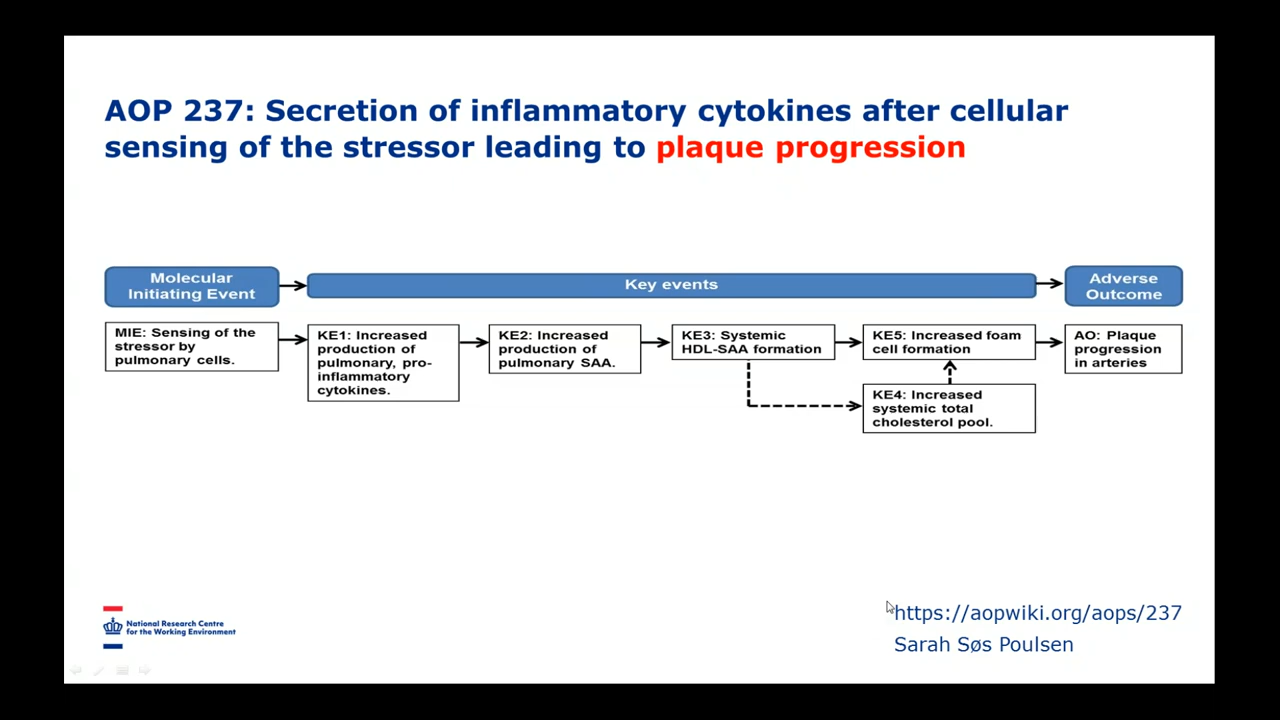 AOP 237: Secretion of inflammatory cytokines after cellular
sensing of the stressor leading to plaque progression
Molecular
Initiating Event
Key events
Adverse
Outcome
MIE: Sensing of the
stressor by
pulmonary cells.
KE1: Increased
production of
pulmonary, pro-
inflammatory
cytokines.
KE2: Increased
production of
pulmonary SAA.
KE3: Systemic
HDL-SAA formation
KE5: Increased foam
cell formation
AO: Plaque
progression
in arteries
KE4: Increased
systemic total
cholesterol pool.
National Research Centre
for the Working Environment
https://aopwiki.org/aops/237
Sarah Søs Poulsen